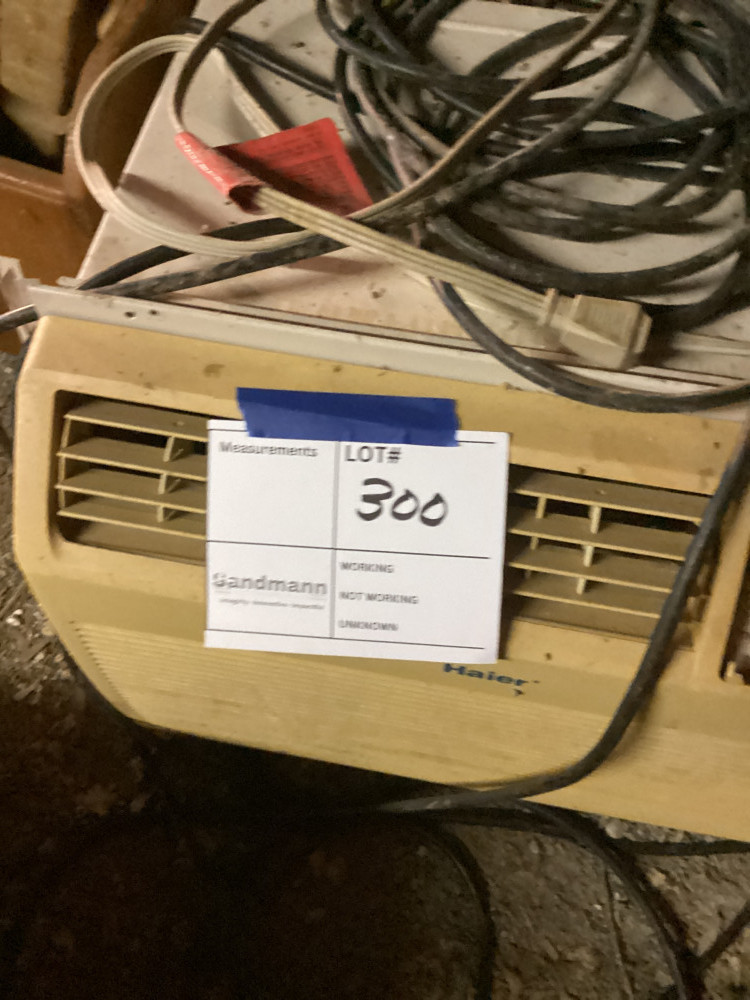 Measurements
LOT#
300
WORKING
NOT WORKING
UNKNOWN
Sandmann
Haier